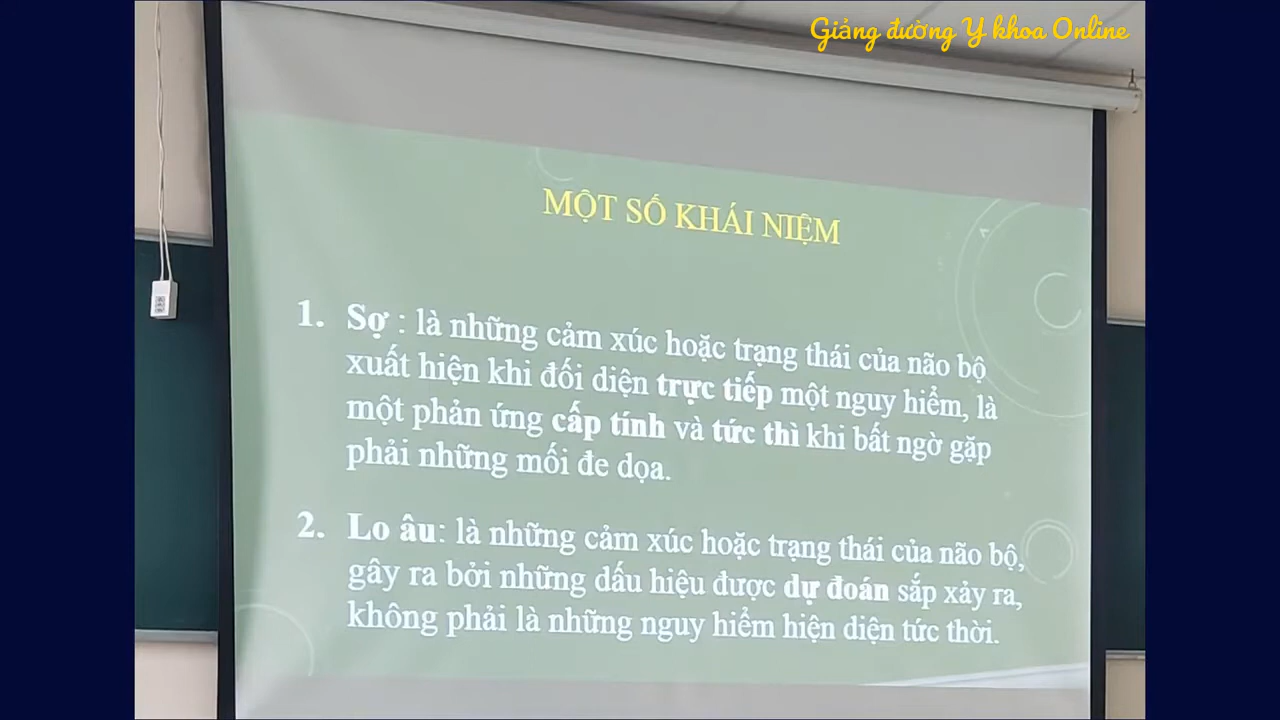 Giảng đường Y khoa Online
MỘT SỐ KHÁI NIỆM
1. Sợ : là những cảm xúc hoặc trạng thái của não bộ
xuất hiện khi đối diện trực tiếp một nguy hiểm, là
một phản ứng cấp tính và tức thì khi bất ngờ gặp
phải những mối đe dọa.
2. Lo âu: là những cảm xúc hoặc trạng thái của não bộ,
gây ra bởi những dấu hiệu được dự đoán sắp xảy ra,
không phải là những nguy hiểm hiện diện tức thời.